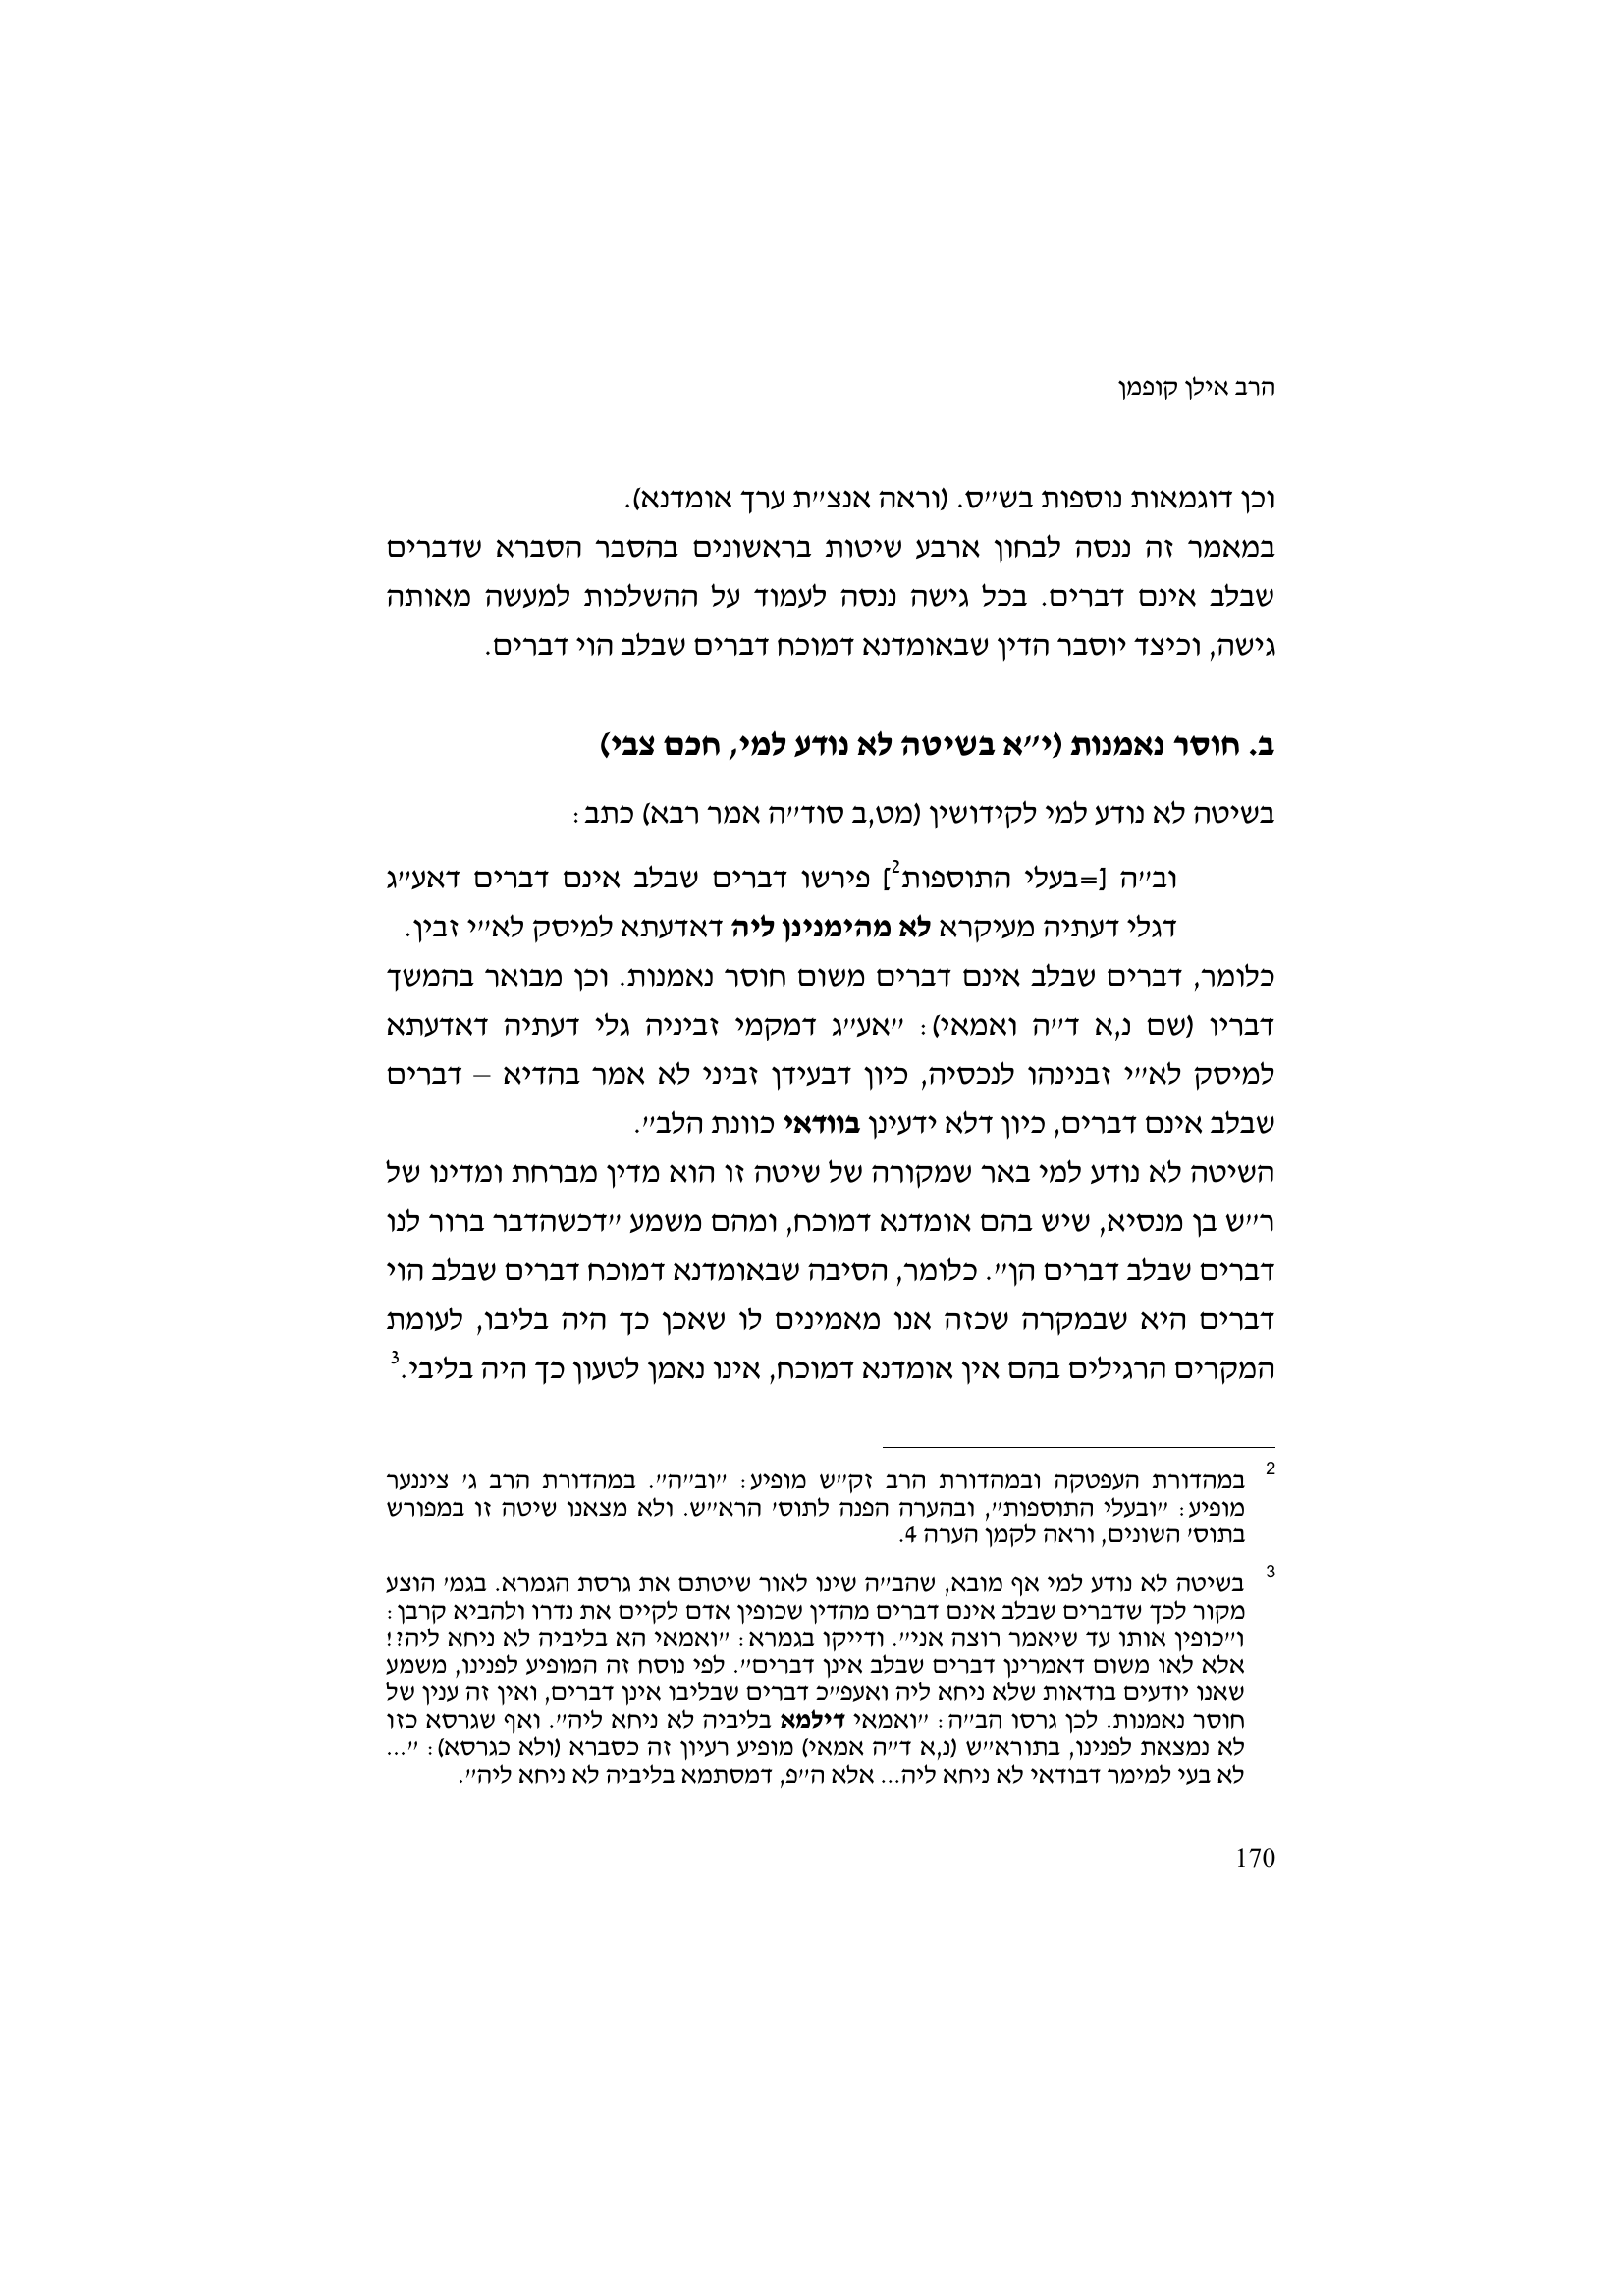 הרב אילן קופמן
וכן דוגמאות נוספות בש״ס. (וראה אנצ״ת ערך אומדנא).
במאמר זה ננסה לבחון ארבע שיטות בראשונים בהסבר הסברא שדברים
שבלב אינם דברים. בכל גישה ננסה לעמוד על ההשלכות למעשה מאותה
גישה, וכיצד יוסבר הדין שבאומדנא דמוכח דברים שבלב הוי דברים.
ב. חוסר נאמנות (י״א בשיטה לא נודע למי, חכם צבי)
בשיטה לא נודע למי לקידושין (מט,ב סוד״ה אמר רבא) כתב:
וב״ה [=בעלי התוספות2] פירשו דברים שבלב אינם דברים דאע״ג
דגלי דעתיה מעיקרא לא מהימנינן ליה דאדעתא למיסק לא״י זבין.
כלומר, דברים שבלב אינם דברים משום חוסר נאמנות. וכן מבואר בהמשך
דבריו (שם נ,א ד״ה ואמאי): ״אע״ג דמקמי זביניה גלי דעתיה דאדעתא
למיסק לא״י זבנינהו לנכסיה, כיון דבעידן זביני לא אמר בהדיא – דברים
שבלב אינם דברים, כיון דלא ידעינן בוודאי כוונת הלב״.
השיטה לא נודע למי באר שמקורה של שיטה זו הוא מדין מברחת ומדינו של
ר״ש בן מנסיא, שיש בהם אומדנא דמוכח, ומהם משמע ״דכשהדבר ברור לנו
דברים שבלב דברים הן״. כלומר, הסיבה שבאומדנא דמוכח דברים שבלב הוי
דברים היא שבמקרה שכזה אנו מאמינים לו שאכן כך היה בליבו, לעומת
המקרים הרגילים בהם אין אומדנא דמוכח, אינו נאמן לטעון כך היה בליבי.3
2 במהדורת העפטקה ובמהדורת הרב זק״ש מופיע: ״וב״ה״. במהדורת הרב ג׳ ציננער
מופיע: ״ובעלי התוספות״, ובהערה הפנה לתוס׳ הרא״ש. ולא מצאנו שיטה זו במפורש
בתוס׳ השונים, וראה לקמן הערה 4.
3 בשיטה לא נודע למי אף מובא, שהב״ה שינו לאור שיטתם את גרסת הגמרא. בגמ׳ הוצע
מקור לכך שדברים שבלב אינם דברים מהדין שכופין אדם לקיים את נדרו ולהביא קרבן:
ו״כופין אותו עד שיאמר רוצה אני״. ודייקו בגמרא: ״ואמאי הא בליביה לא ניחא ליה?!
אלא לאו משום דאמרינן דברים שבלב אינן דברים״. לפי נוסח זה המופיע לפנינו, משמע
שאנו יודעים בודאות שלא ניחא ליה ואעפ״כ דברים שבליבו אינן דברים, ואין זה ענין של
חוסר נאמנות. לכן גרסו הב״ה: ״ואמאי דילמא בליביה לא ניחא ליה״. ואף שגרסא כזו
לא נמצאת לפנינו, בתורא״ש (נ,א ד״ה אמאי) מופיע רעיון זה כסברא (ולא כגרסא): ״...
לא בעי למימר דבודאי לא ניחא ליה... אלא ה״פ, דמסתמא בליביה לא ניחא ליה״.
170